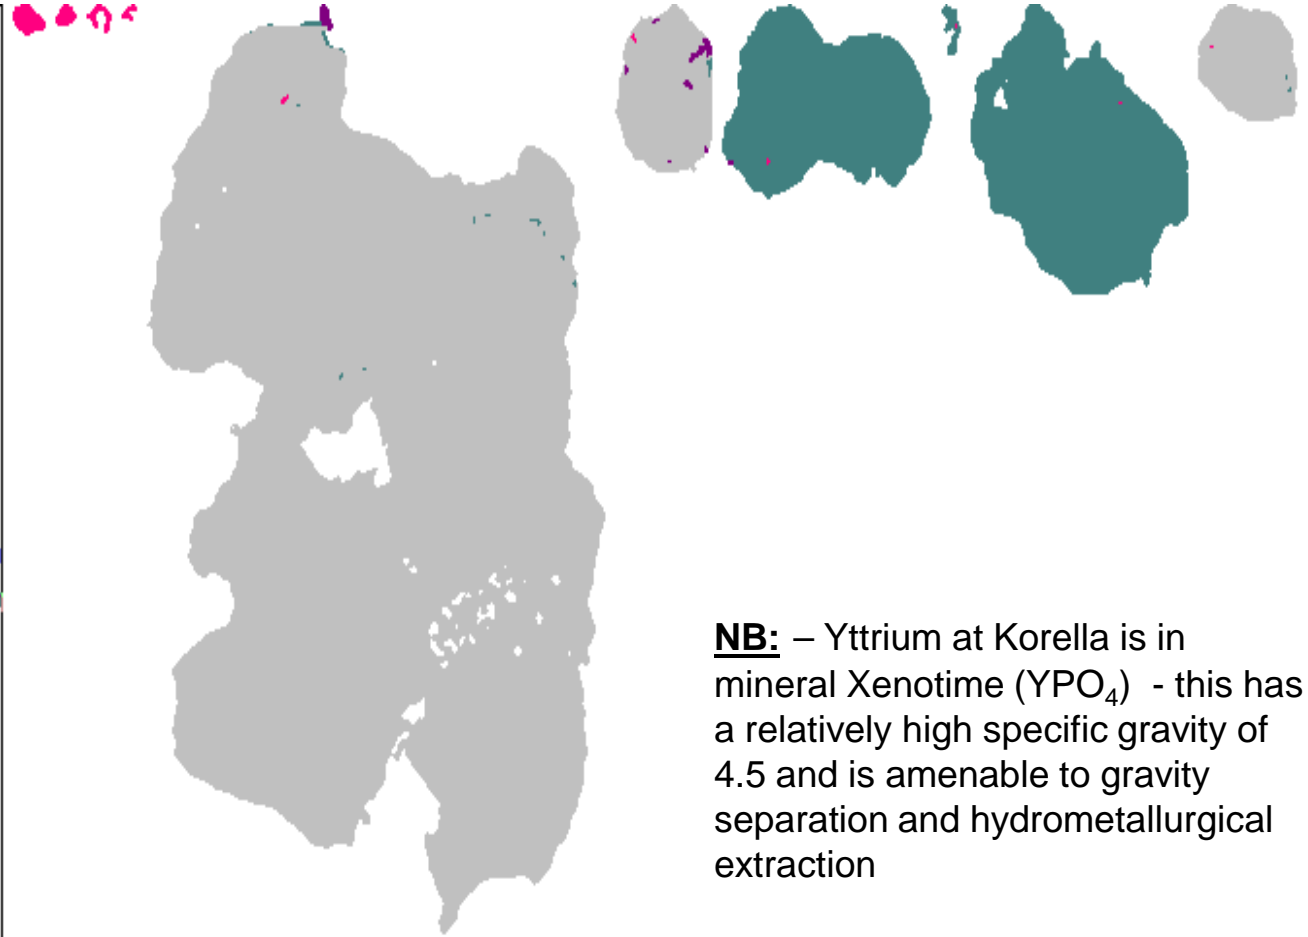 NB: – Yttrium at Korella is in
mineral Xenotime (YPO₄) - this has
a relatively high specific gravity of
4.5 and is amenable to gravity
separation and hydrometallurgical
extraction